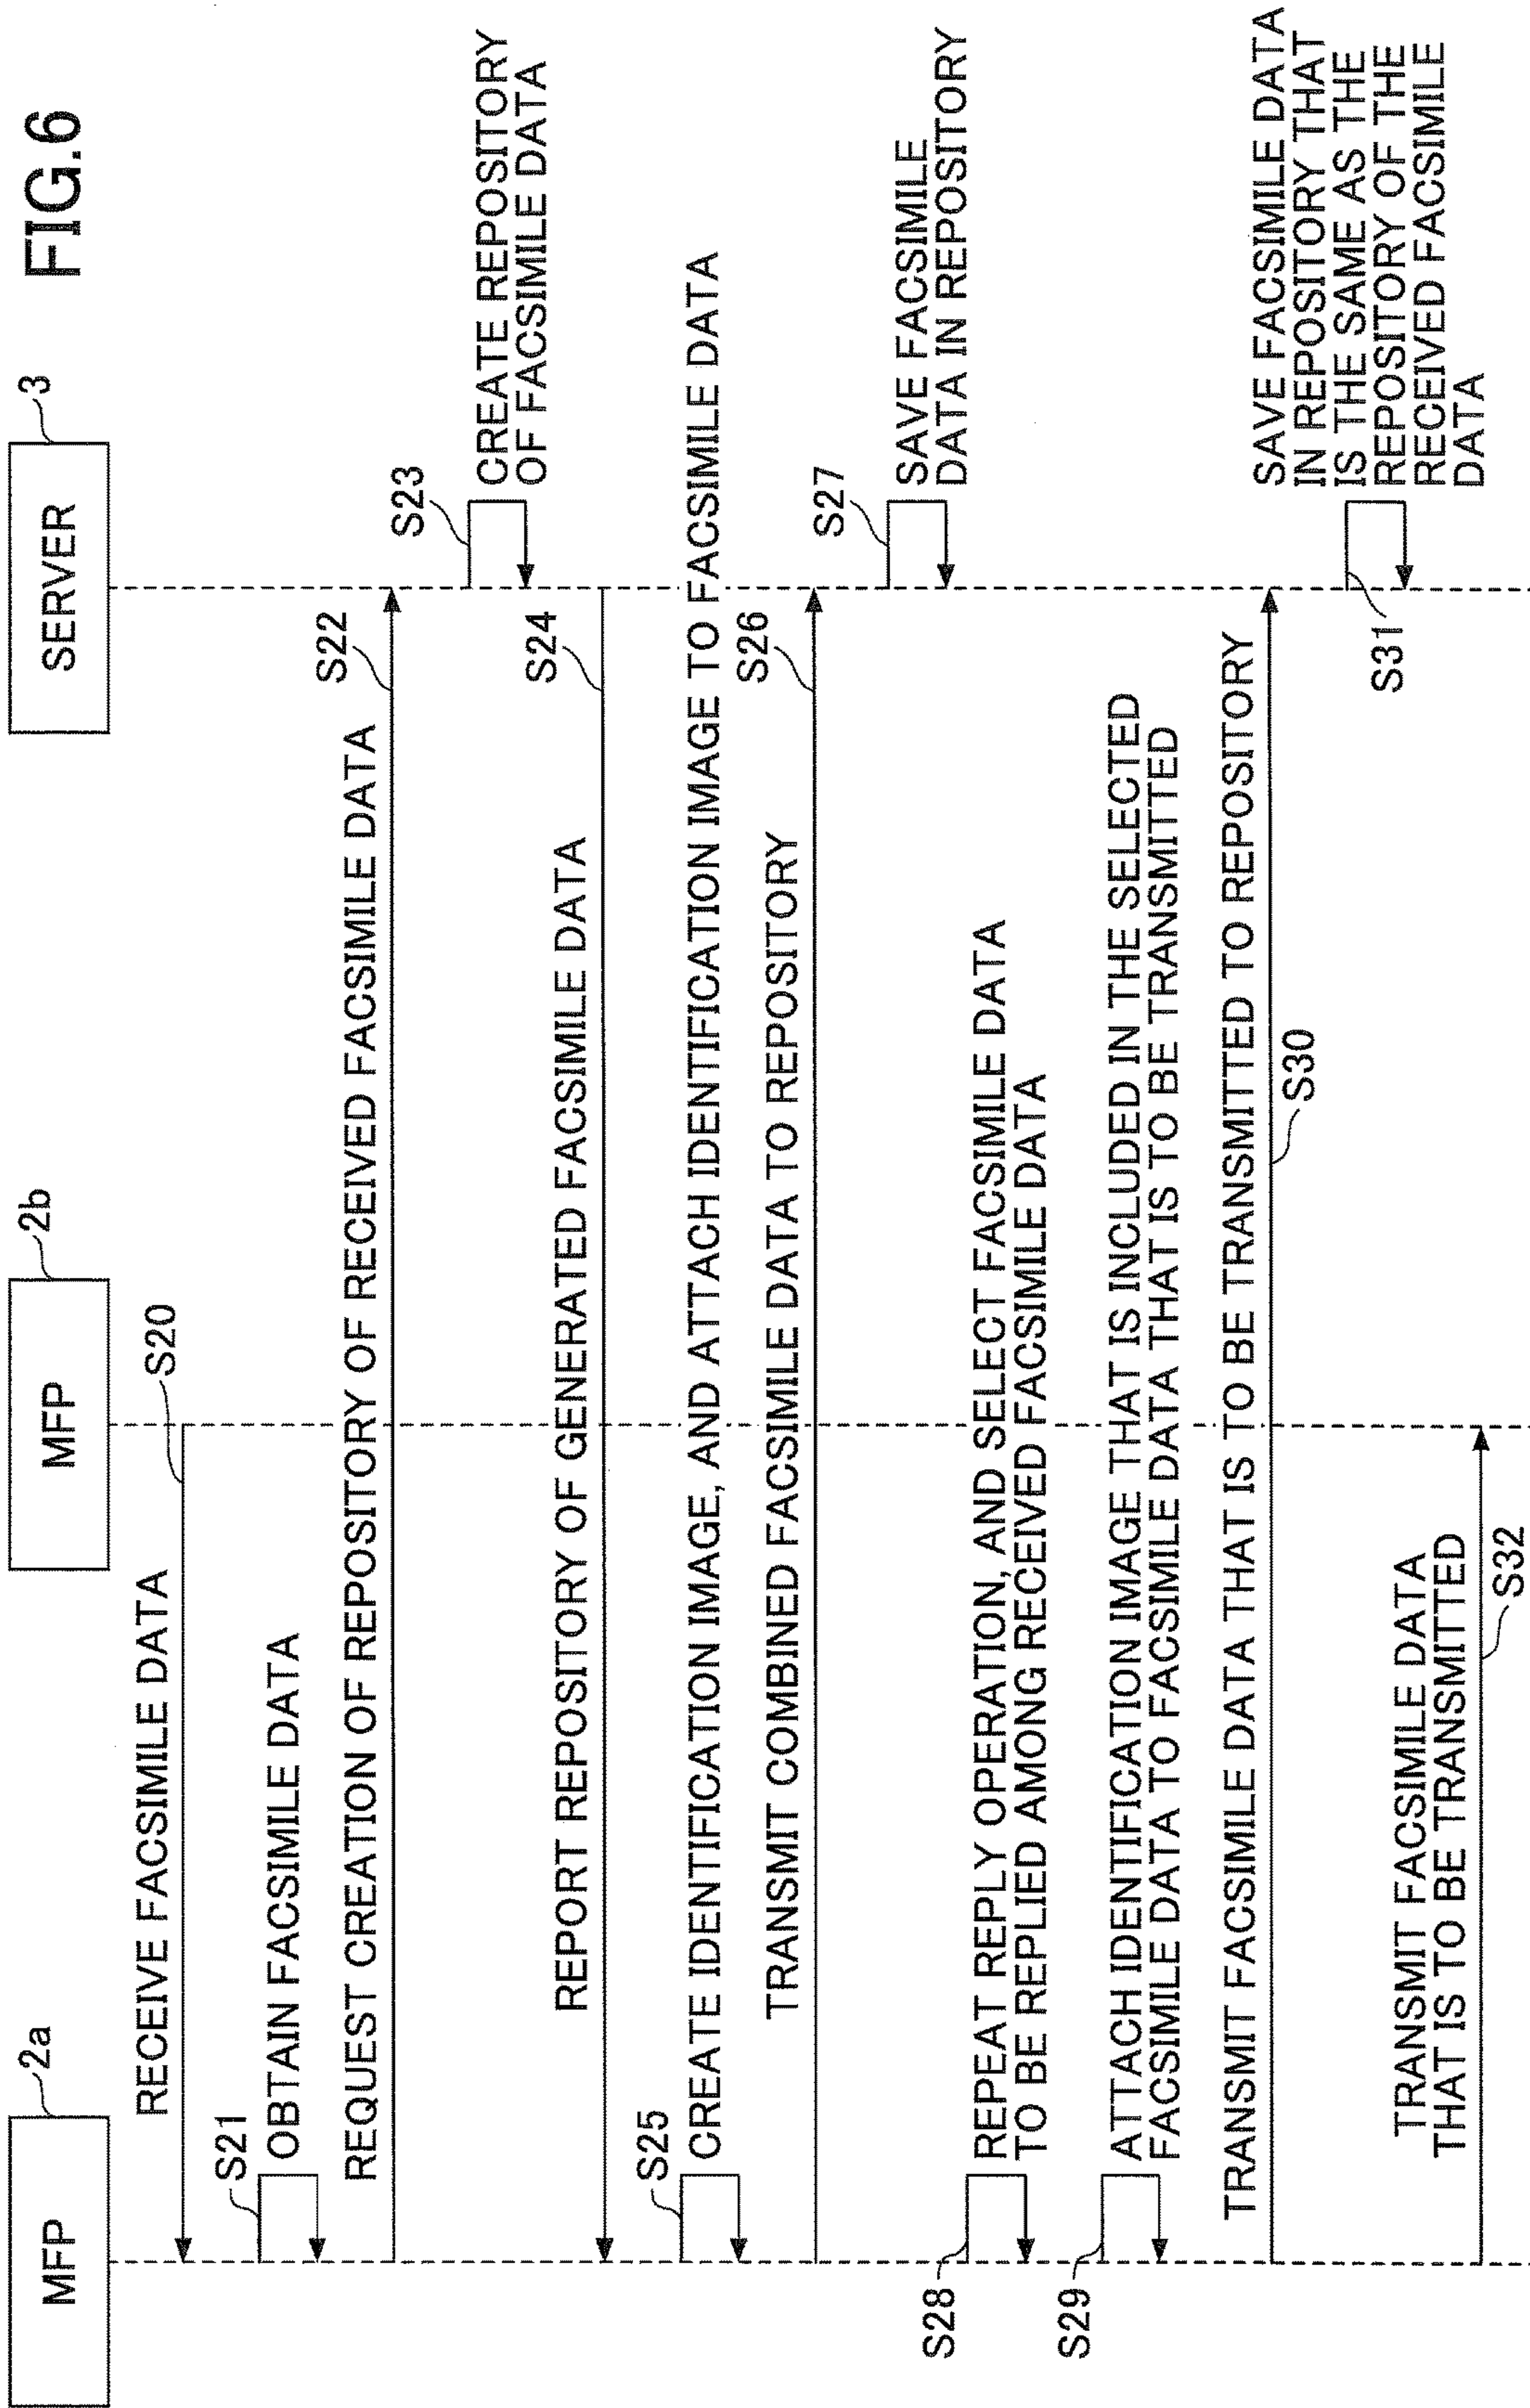 FIG.6
MFP
2a
MFP
2b
SERVER
3
RECEIVE FACSIMILE DATA
S20
S21
OBTAIN FACSIMILE DATA
REQUEST CREATION OF REPOSITORY OF RECEIVED FACSIMILE DATA
S22
S23
CREATE REPOSITORY
OF FACSIMILE DATA
REPORT REPOSITORY OF GENERATED FACSIMILE DATA
S24
S25
CREATE IDENTIFICATION IMAGE, AND ATTACH IDENTIFICATION IMAGE TO FACSIMILE DATA
TRANSMIT COMBINED FACSIMILE DATA TO REPOSITORY
S26
S27
SAVE FACSIMILE
DATA IN REPOSITORY
S28
REPEAT REPLY OPERATION, AND SELECT FACSIMILE DATA
TO BE REPLIED AMONG RECEIVED FACSIMILE DATA
S29
ATTACH IDENTIFICATION IMAGE THAT IS INCLUDED IN THE SELECTED
FACSIMILE DATA TO FACSIMILE DATA THAT IS TO BE TRANSMITTED
TRANSMIT FACSIMILE DATA THAT IS TO BE TRANSMITTED TO REPOSITORY
S30
S31
SAVE FACSIMILE DATA
IN REPOSITORY THAT
IS THE SAME AS THE
REPOSITORY OF THE
RECEIVED FACSIMILE
DATA
TRANSMIT FACSIMILE DATA
THAT IS TO BE TRANSMITTED
S32